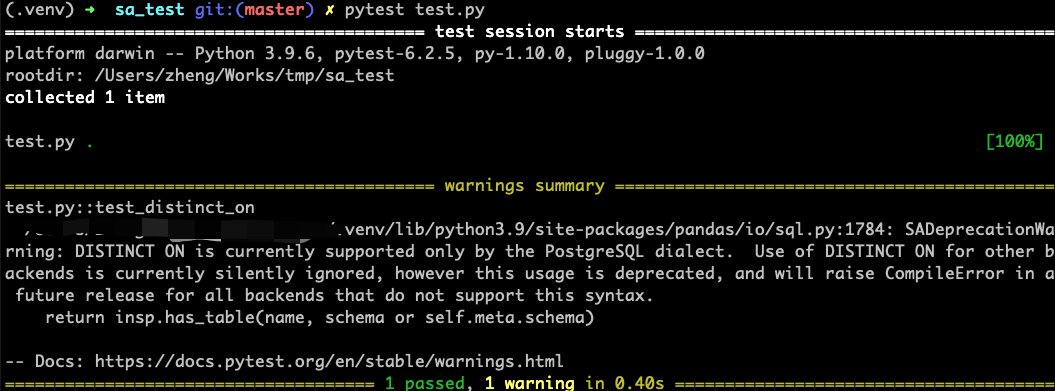 (.venv) ➜  sa_test git:(master) ✗ pytest test.py
========================================== test session starts ==========================================
platform darwin -- Python 3.9.6, pytest-6.2.5, py-1.10.0, pluggy-1.0.0
rootdir: /Users/zheng/Works/tmp/sa_test
collected 1 item
test.py . [100%]
=========================================== warnings summary ============================================
test.py::test_distinct_on
/.venv/lib/python3.9/site-packages/pandas/io/sql.py:1784: SADeprecationWa
rning: DISTINCT ON is currently supported only by the PostgreSQL dialect.  Use of DISTINCT ON for other b
ackends is currently silently ignored, however this usage is deprecated, and will raise CompileError in a
 future release for all backends that do not support this syntax.
    return insp.has_table(name, schema or self.meta.schema)
-- Docs: https://docs.pytest.org/en/stable/warnings.html
===================================== 1 passed, 1 warning in 0.40s ======================================